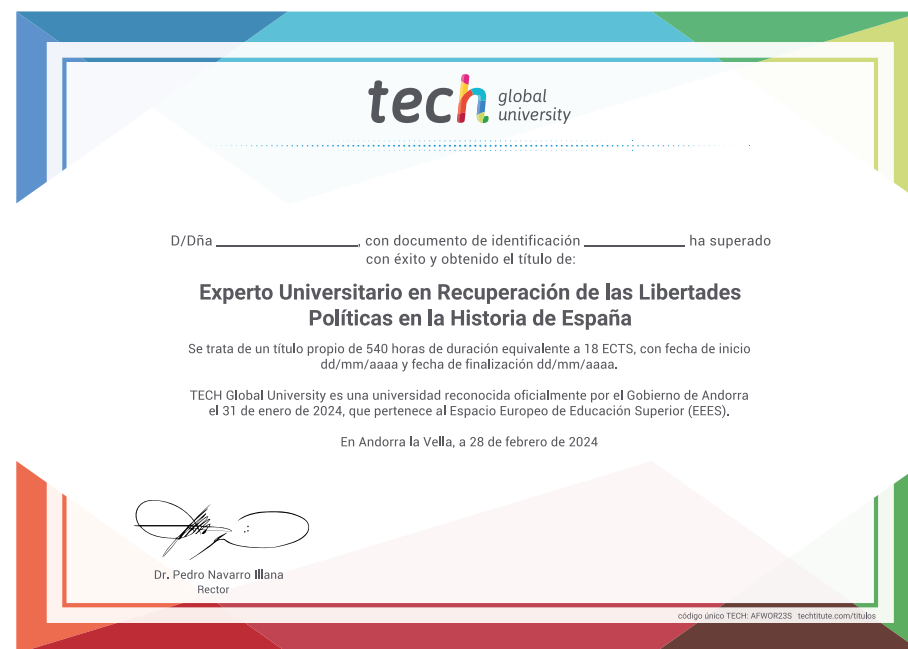 tech global university
D/Dña ____________, con documento de identificación ____________ ha superado
con éxito y obtenido el título de:
Experto Universitario en Recuperación de las Libertades
Políticas en la Historia de España
Se trata de un título propio de 540 horas de duración equivalente a 18 ECTS, con fecha de inicio
dd/mm/aaaa y fecha de finalización dd/mm/aaaa.
TECH Global University es una universidad reconocida oficialmente por el Gobierno de Andorra
el 31 de enero de 2024, que pertenece al Espacio Europeo de Educación Superior (EEES).
En Andorra la Vella, a 28 de febrero de 2024
Dr. Pedro Navarro Illana
Rector
código único TECH: AFWOR23S techtitute.com/titulos